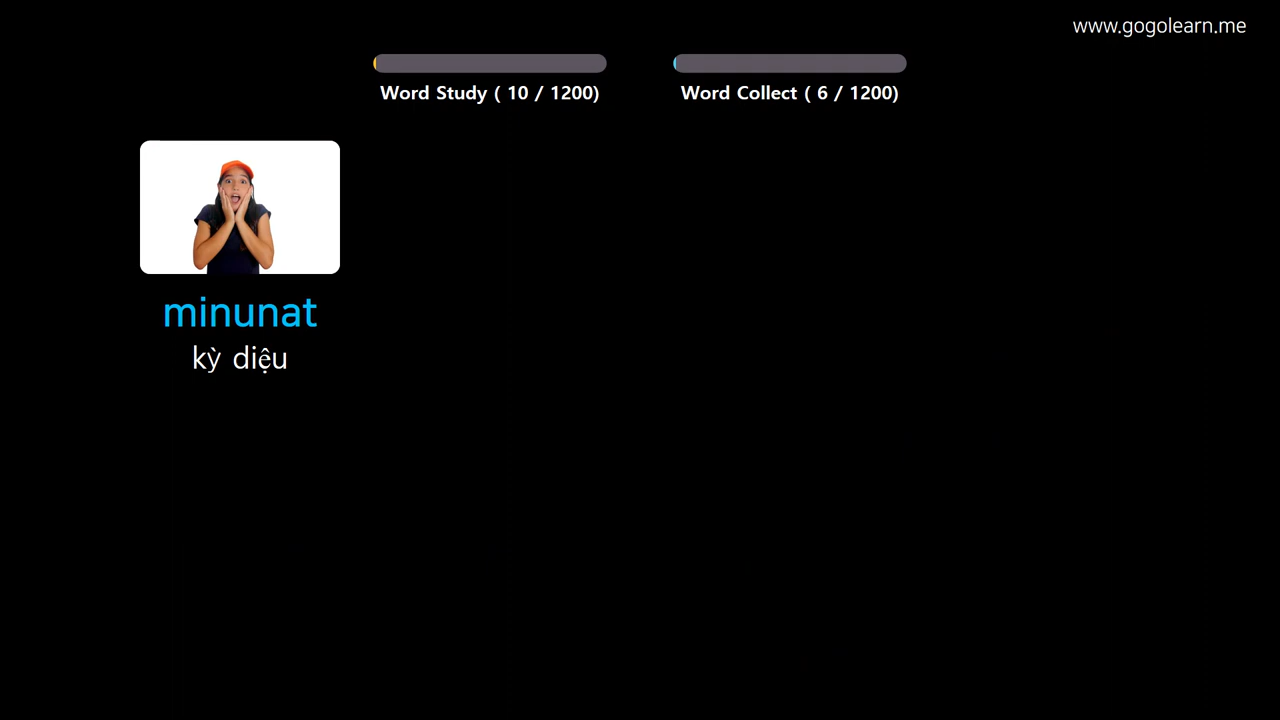 www.gogolearn.me
Word Study ( 10 / 1200)
Word Collect ( 6 / 1200)
minunat
kỳ diệu